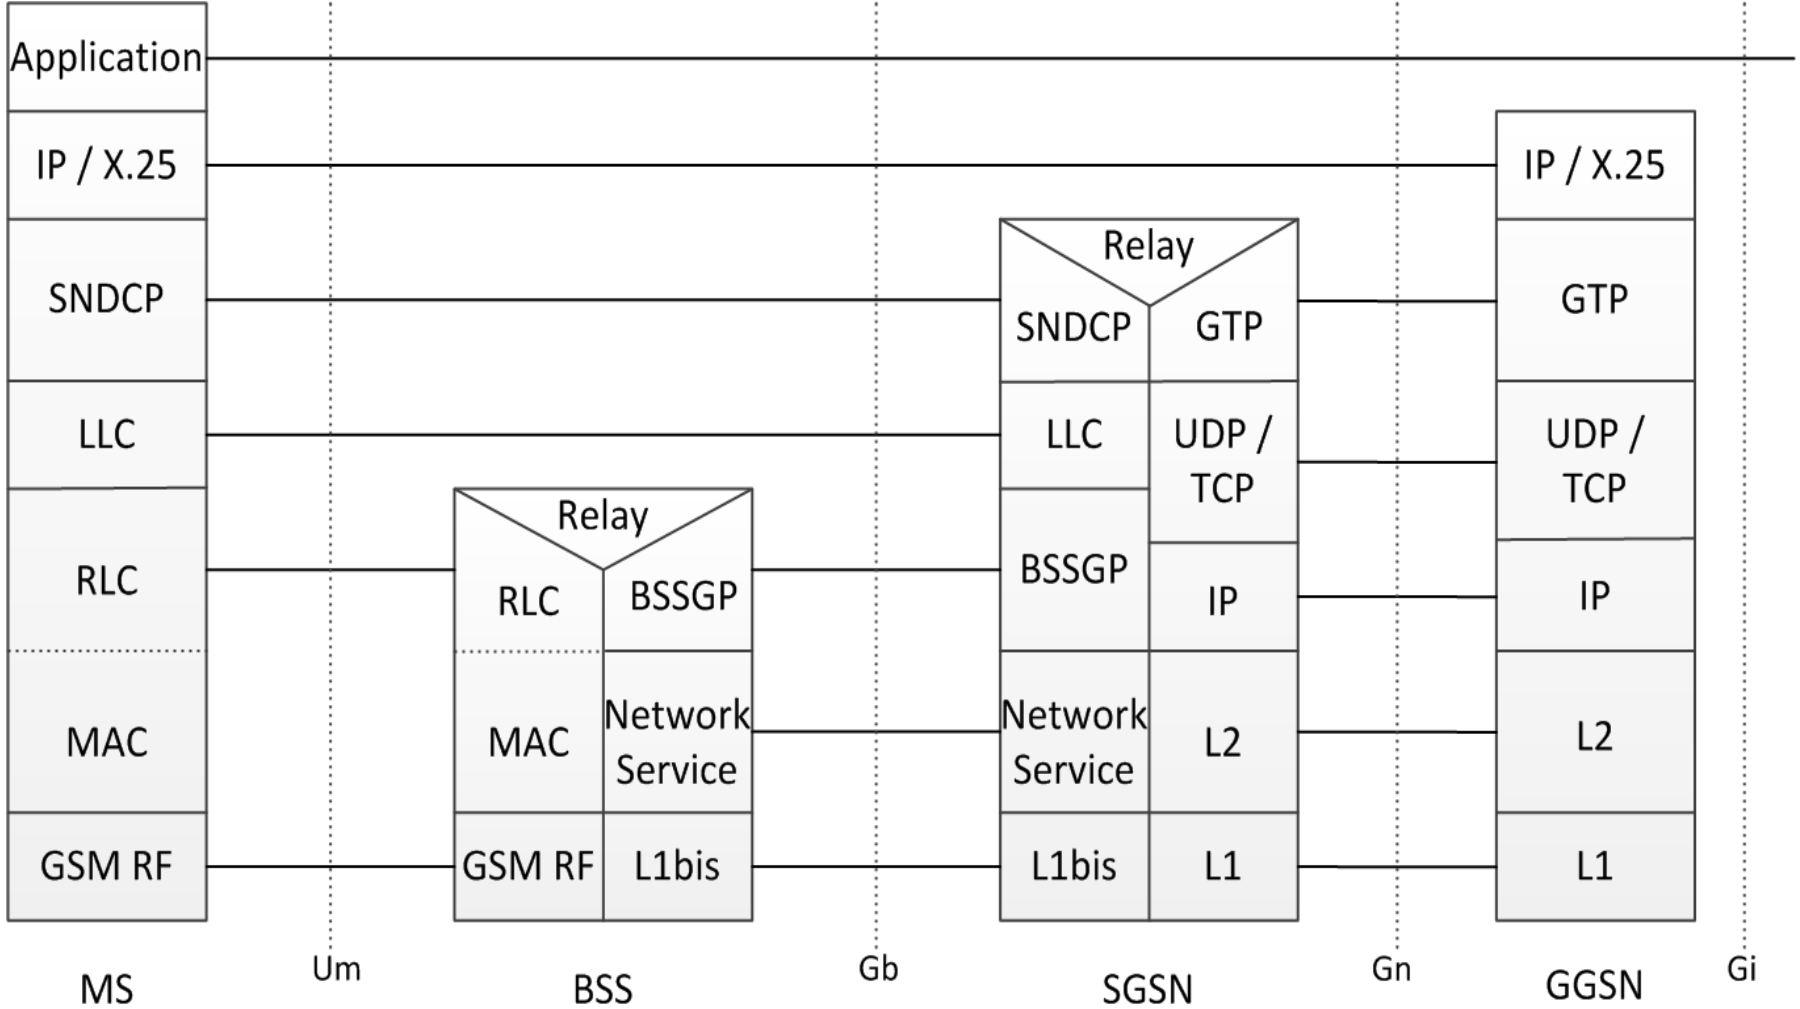 Application
IP / X.25
SNDCP
LLC
RLC
MAC
GSM RF
MS
Um
Relay
RLC
BSSGP
MAC
Network
Service
GSM RF
L1bis
BSS
Gb
Relay
SNDCP
GTP
LLC
UDP /
TCP
BSSGP
IP
Network
Service
L2
L1bis
L1
SGSN
Gn
IP / X.25
GTP
UDP /
TCP
IP
L2
L1
GGSN
Gi